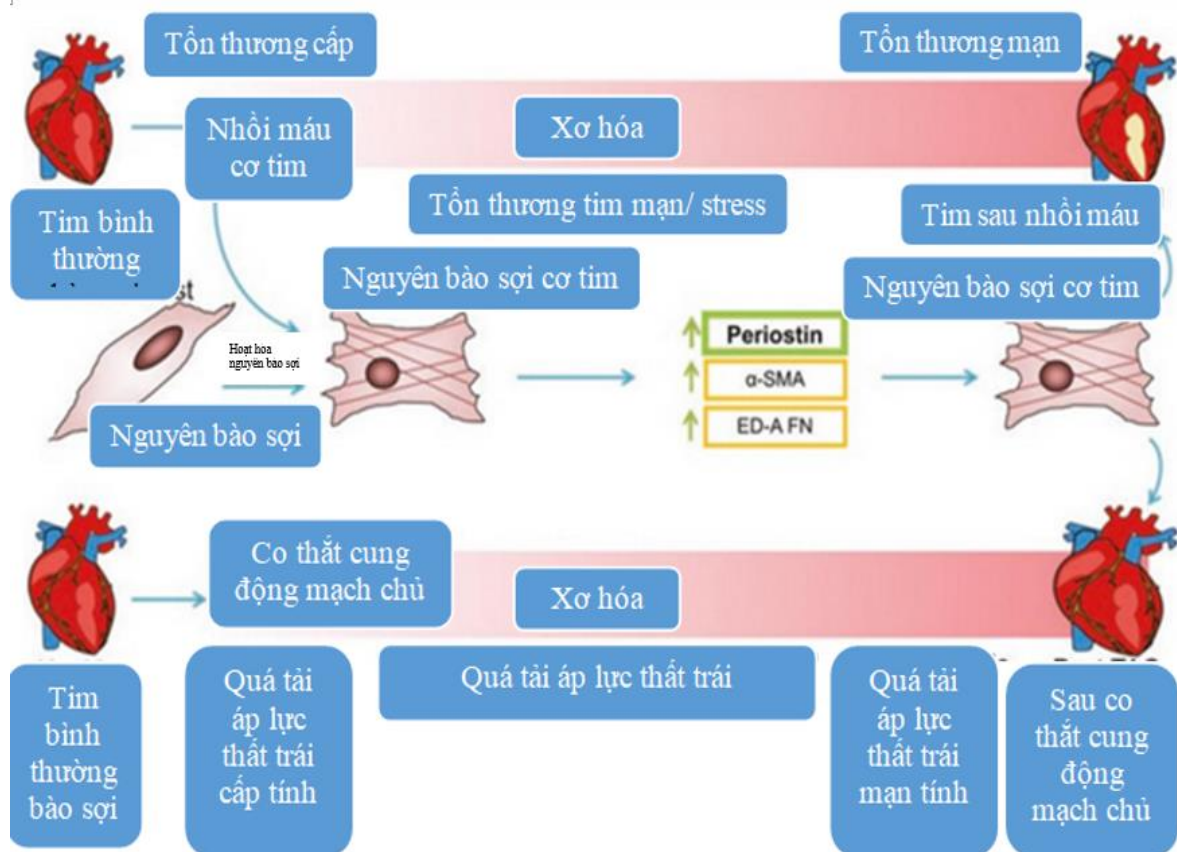 Tổn thương cấp
Tổn thương mạn
Nhồi máu
cơ tim
Xơ hóa
Tim bình
thường
Tổn thương tim mạn/ stress
Tim sau nhồi máu
Nguyên bào sợi cơ tim
Nguyên bào sợi cơ tim
Hoạt hoa
nguyên bào sợi
Nguyên bào sợi
Periostin
α-SMA
ED-A FN
Co thắt cung
động mạch chủ
Xơ hóa
Tim
bình
thường
bào sợi
Quá tải
áp lực
thất trái
cấp tính
Quá tải áp lực thất trái
Quá tải
áp lực
thất trái
mạn tính
Sau co
thắt cung
động
mạch chủ